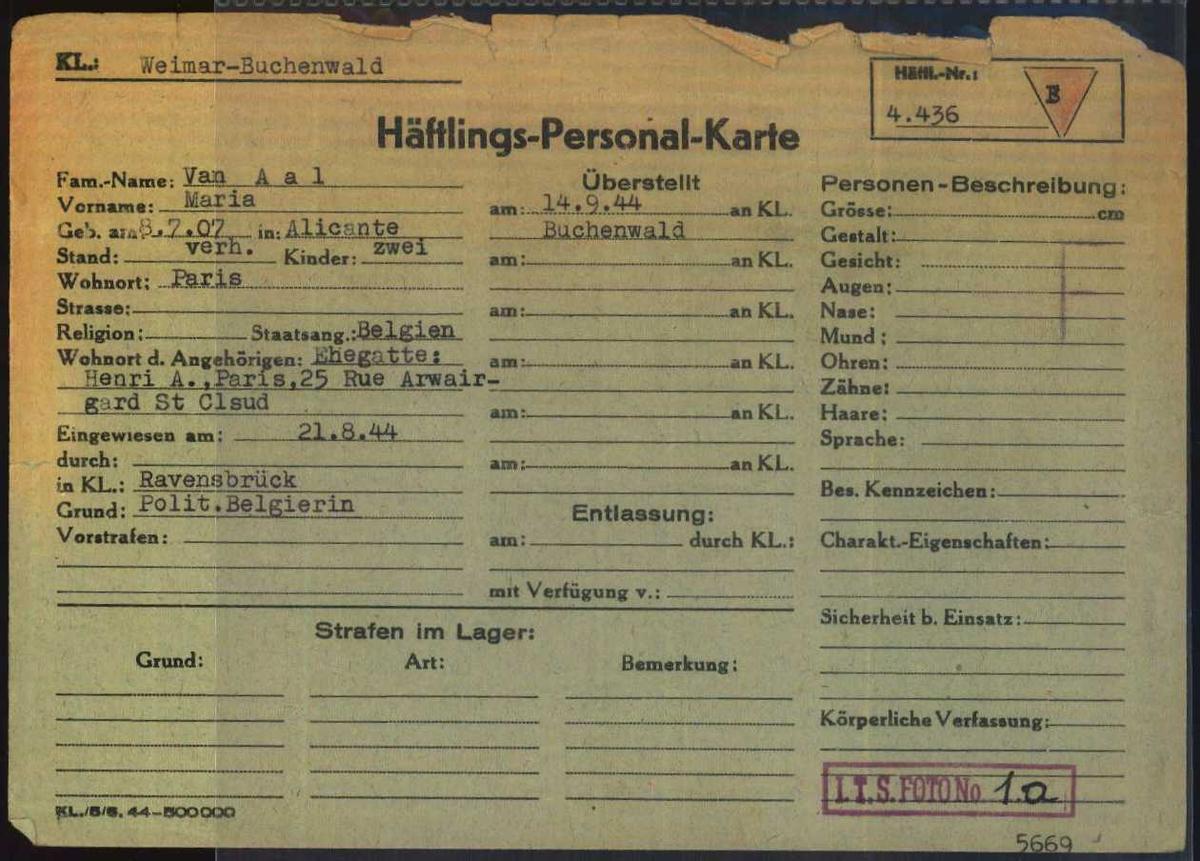 KL.: Weimar-Buchenwald
Häftl.-Nr.:
4.436
B
Häftlings-Personal-Karte
Fam.-Name: Van Aal
Vorname: Maria
Geb. am 8.7.07 in: Alicante
Stand: verh. Kinder: zwei
Wohnort: Paris
Strasse:
Religion: Staatsang.: Belgien
Wohnort d. Angehörigen: Ehegatte:
Henri A.,Paris,25 Rue Arwair-
gard St Clsud
Eingewiesen am: 21.8.44
durch:
in KL.: Ravensbrück
Grund: Polit.Belgierin
Vorstrafen:
Überstellt
am: 14.9.44 an KL.
Buchenwald
am: an KL.
am: an KL.
am: an KL.
am: an KL.
am: an KL.
Entlassung:
am: durch KL.:
mit Verfügung v.:
Personen-Beschreibung:
Grösse: cm
Gestalt:
Gesicht:
Augen:
Nase:
Mund:
Ohren:
Zähne:
Haare:
Sprache:
Bes. Kennzeichen:
Charakt.-Eigenschaften:
Sicherheit b. Einsatz:
Körperliche Verfassung:
Strafen im Lager:
Grund: Art: Bemerkung:
I.T.S. FOTO No 1a
KL./5/6. 44-500000
5669